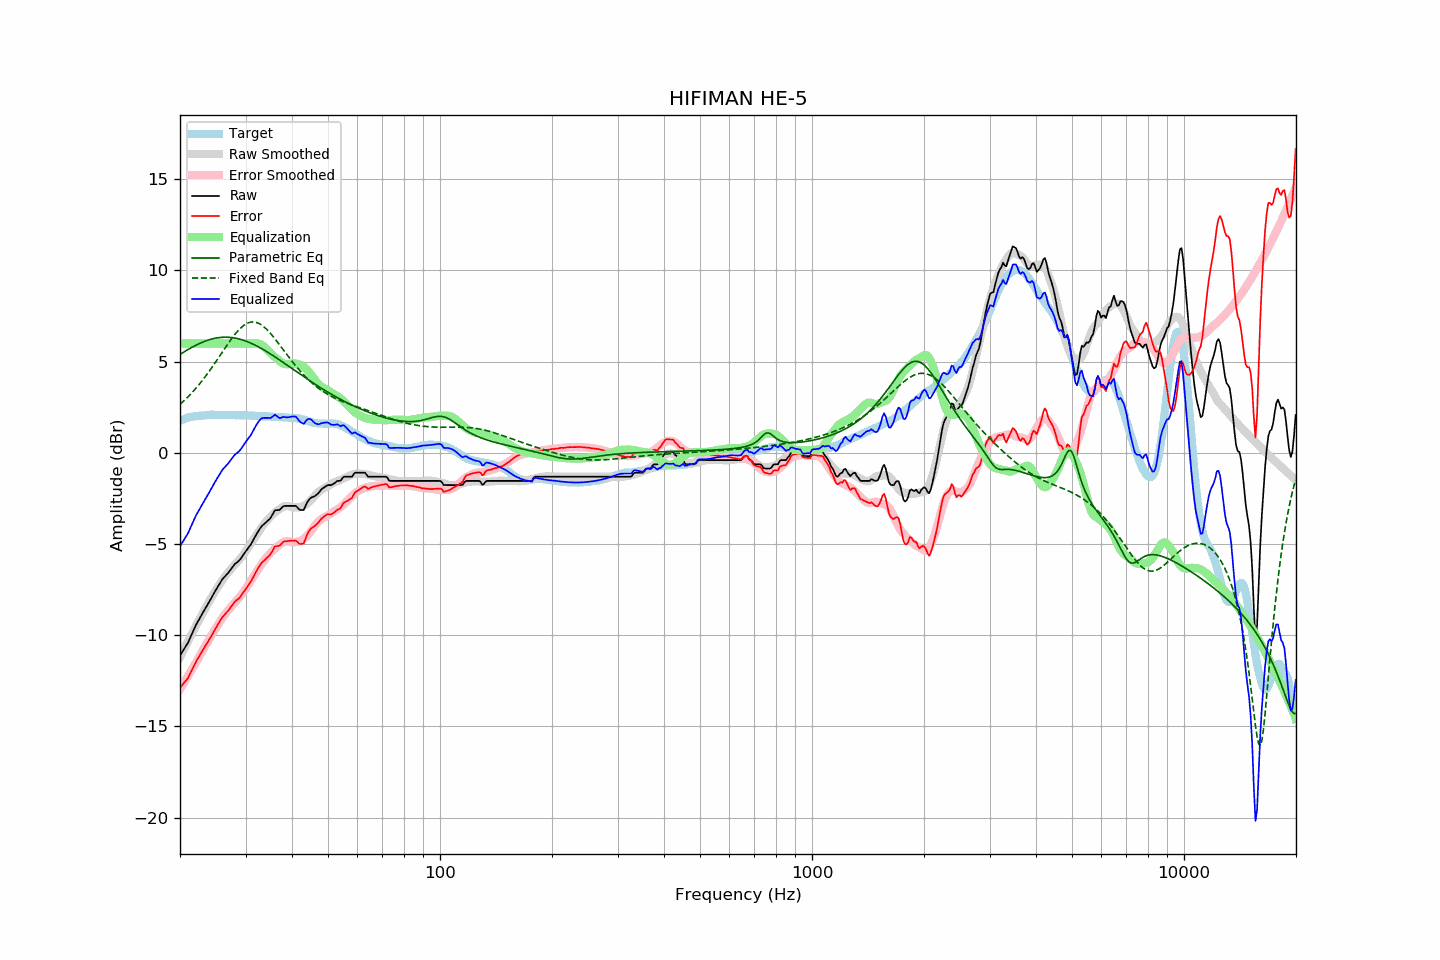 HIFIMAN HE-5
Target
Raw Smoothed
Error Smoothed
Raw
Error
Equalization
Parametric Eq
Fixed Band Eq
Equalized
15
10
5
0
−5
−10
−15
−20
Amplitude (dBr)
100
1000
10000
Frequency (Hz)